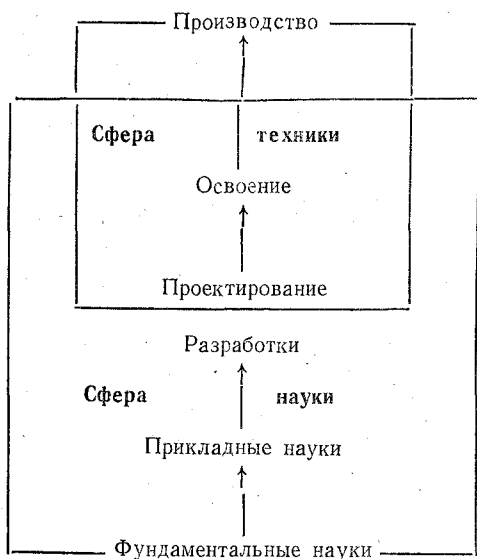 Производство
Сфера техники
Освоение
Проектирование
Разработки
Сфера науки
Прикладные науки
Фундаментальные науки